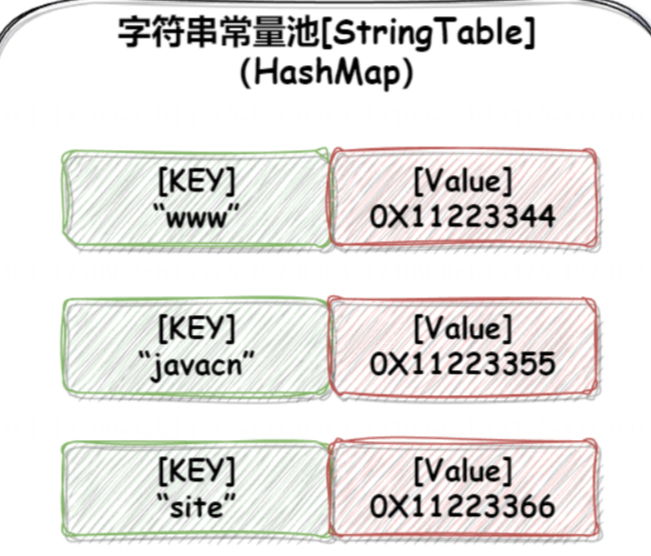 字符串常量池[StringTable]
(HashMap)
[KEY]
“www”
[Value]
0X11223344
[KEY]
“javacn”
[Value]
0X11223355
[KEY]
“site”
[Value]
0X11223366